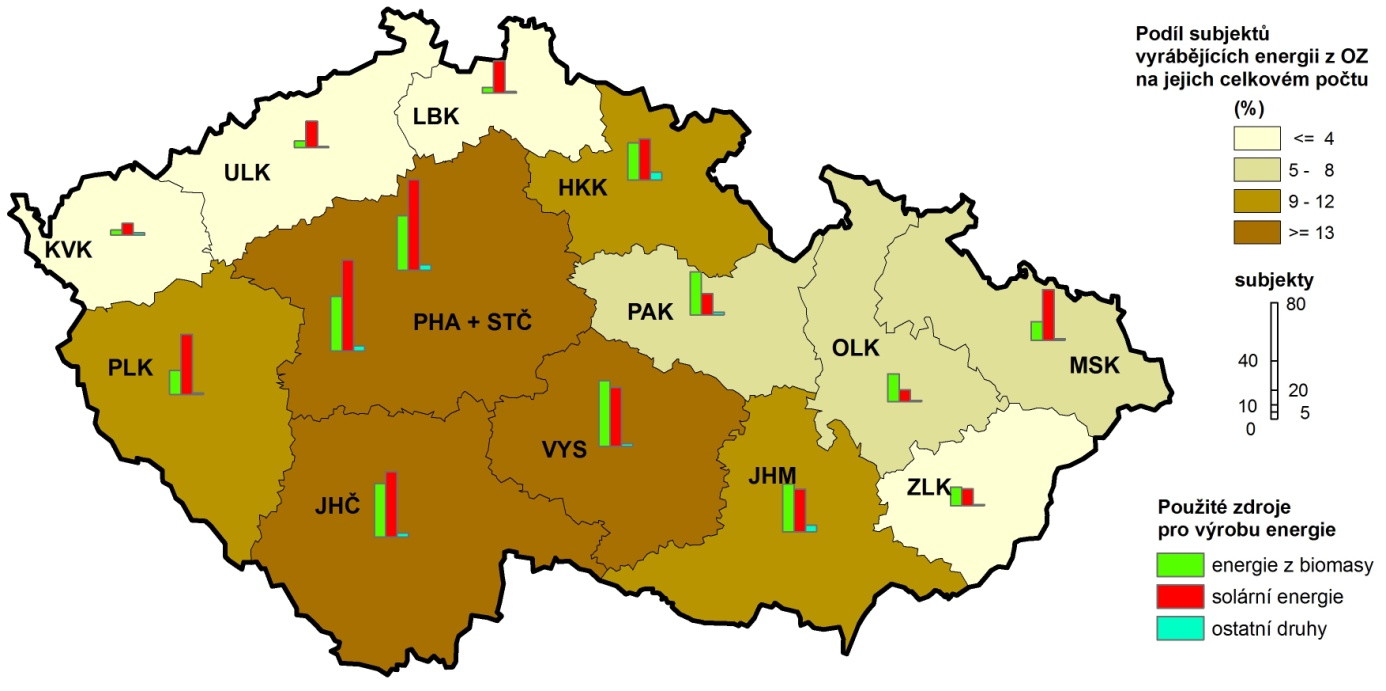 Podíl subjektů
vyrábějících energii z OZ
na jejich celkovém počtu
(%)
<= 4
5 - 8
9 - 12
>= 13
subjekty
80
40
20
10
5
0
Použité zdroje
pro výrobu energie
energie z biomasy
solární energie
ostatní druhy
LBK
ULK
HKK
KVK
PAK
PHA + STČ
OLK
PLK
MSK
VYS
JHM
ZLK
JHČ